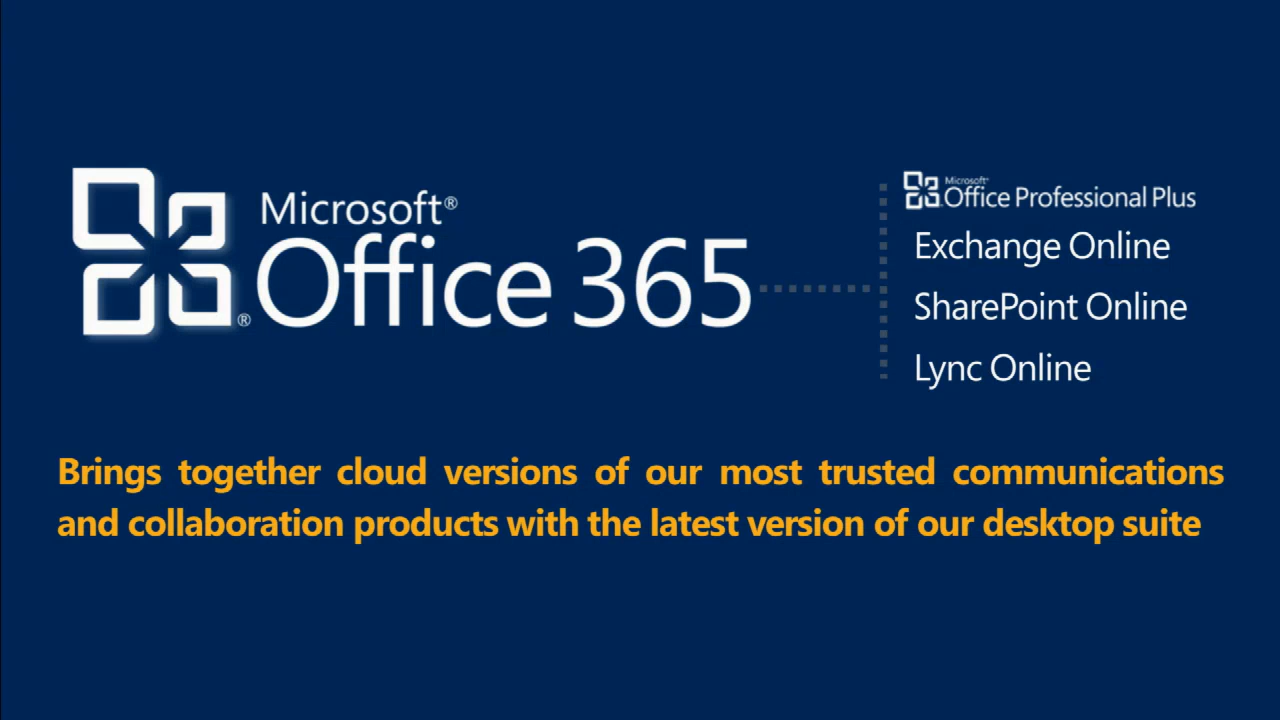 Microsoft®
Office 365
®
Microsoft®
Office Professional Plus
Exchange Online
SharePoint Online
Lync Online
Brings together cloud versions of our most trusted communications
and collaboration products with the latest version of our desktop suite